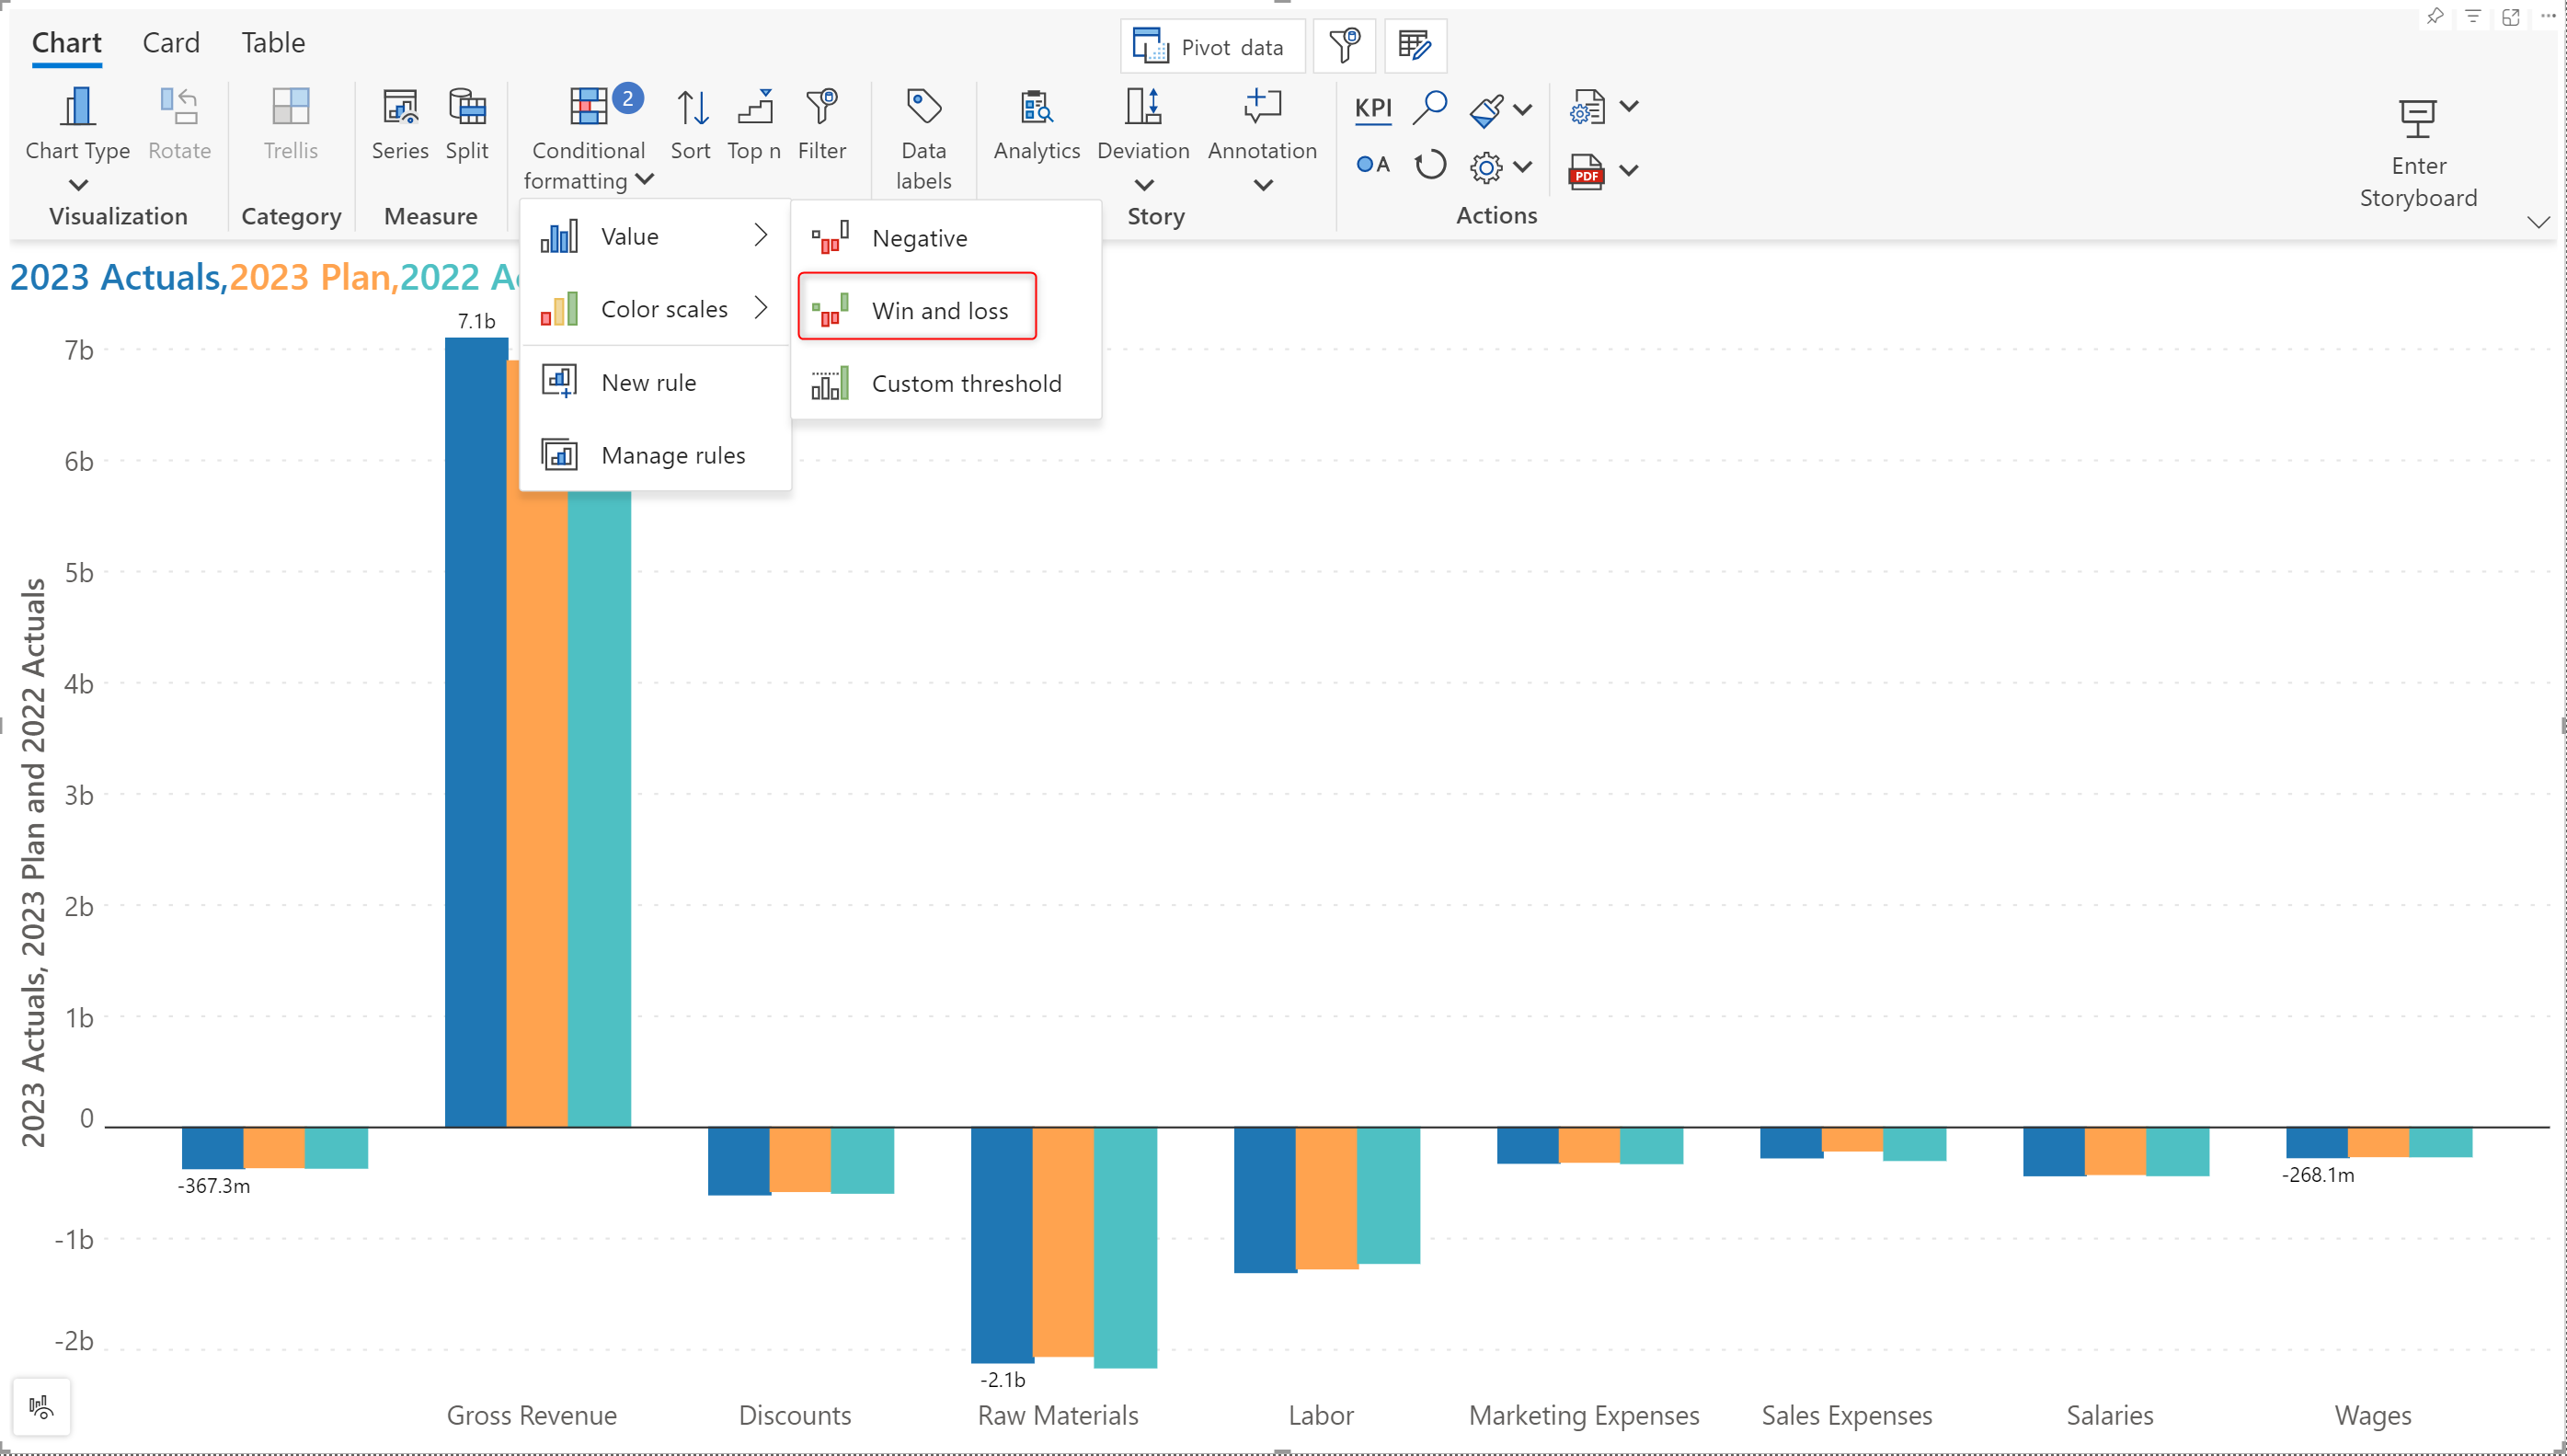 Chart Card Table
Pivot data
2
KPI
A
PDF
Chart Type Rotate Trellis Series Split Conditional formatting Sort Top n Filter Data labels Analytics Deviation Annotation
Enter Storyboard
Visualization Category Measure Story Actions
Value
Color scales
New rule
Manage rules
Negative
Win and loss
Custom threshold
2023 Actuals,2023 Plan,2022
2023 Actuals, 2023 Plan and 2022 Actuals
7b
6b
5b
4b
3b
2b
1b
0
-1b
-2b
7.1b
-367.3m
-2.1b
-268.1m
Gross Revenue Discounts Raw Materials Labor Marketing Expenses Sales Expenses Salaries Wages